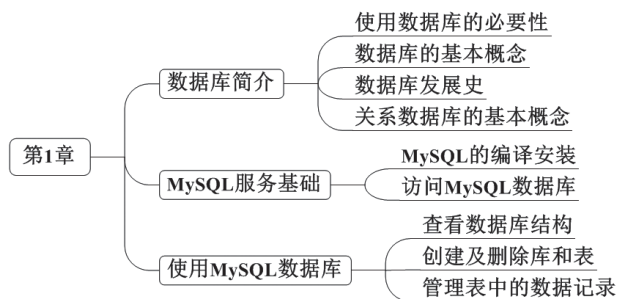 第1章
数据库简介
使用数据库的必要性
数据库的基本概念
数据库发展史
关系数据库的基本概念
MySQL服务基础
MySQL的编译安装
访问MySQL数据库
使用MySQL数据库
查看数据库结构
创建及删除库和表
管理表中的数据记录